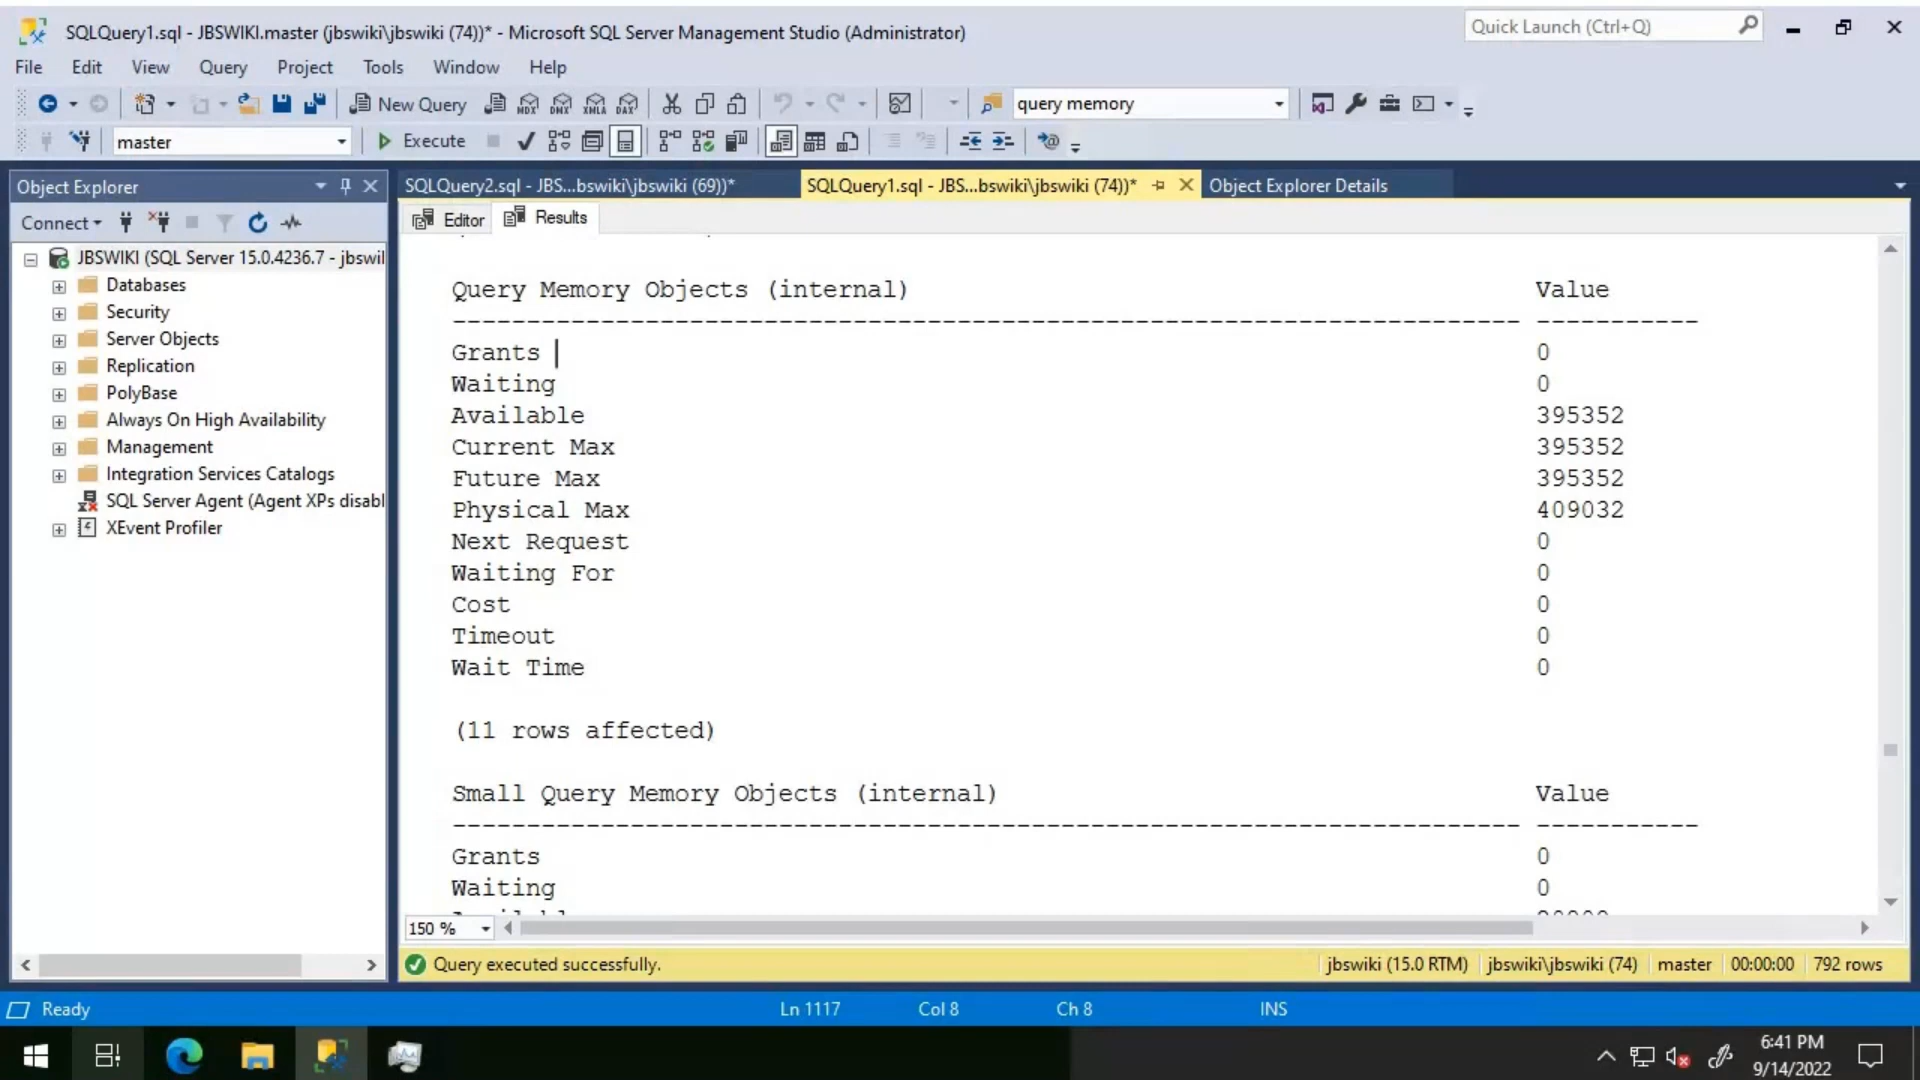 SQLQuery1.sql - JBSWIKI.master (jbswiki\jbswiki (74))* - Microsoft SQL Server Management Studio (Administrator)
Quick Launch (Ctrl+Q)
File Edit View Query Project Tools Window Help
New Query
MDX DMX XMLA DAX
query memory
master
Execute
Object Explorer
SQLQuery2.sql - JBS...bswiki\jbswiki (69))*
SQLQuery1.sql - JBS...bswiki\jbswiki (74))*
Object Explorer Details
Connect
Editor
Results
JBSWIKI (SQL Server 15.0.4236.7 - jbswil
Databases
Security
Server Objects
Replication
PolyBase
Always On High Availability
Management
Integration Services Catalogs
SQL Server Agent (Agent XPs disabl
XEvent Profiler
Query Memory Objects (internal) Value
------------------------------------------------------------------------ -----------
Grants 0
Waiting 0
Available 395352
Current Max 395352
Future Max 395352
Physical Max 409032
Next Request 0
Waiting For 0
Cost 0
Timeout 0
Wait Time 0
(11 rows affected)
Small Query Memory Objects (internal) Value
------------------------------------------------------------------------ -----------
Grants 0
Waiting 0
150 %
Query executed successfully.
jbswiki (15.0 RTM) jbswiki\jbswiki (74) master 00:00:00 792 rows
Ready Ln 1117 Col 8 Ch 8 INS
6:41 PM
9/14/2022